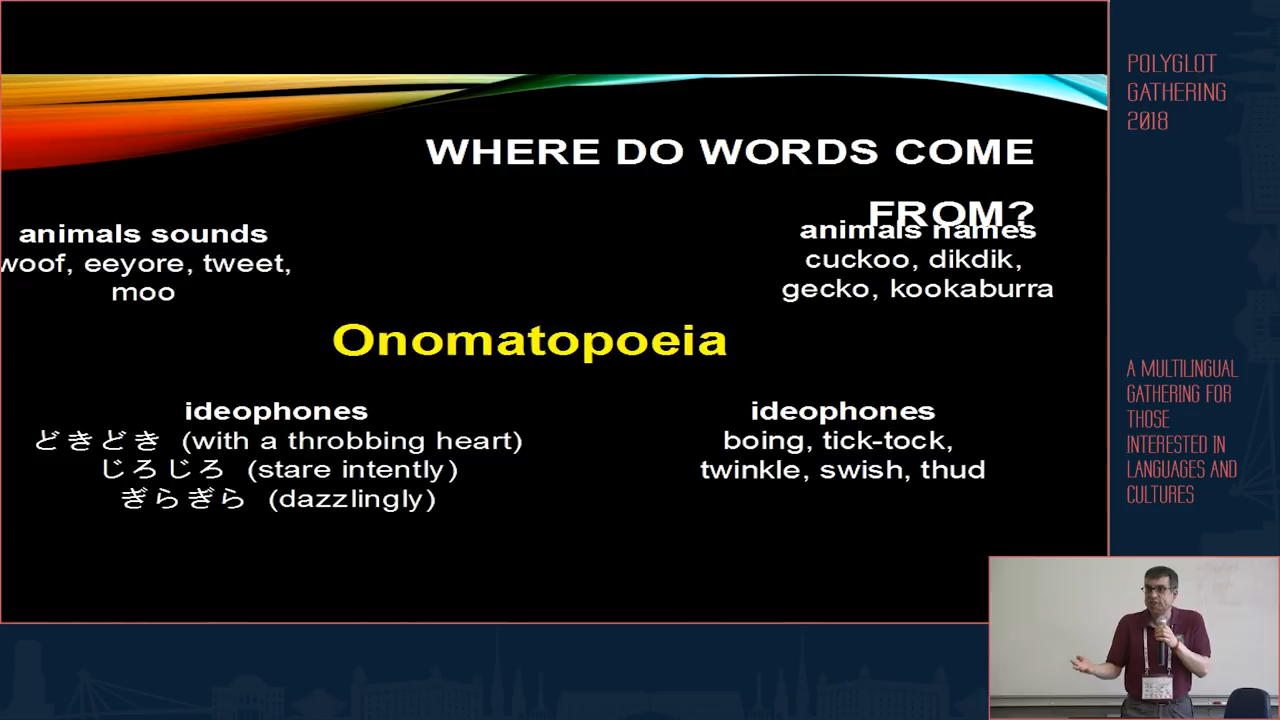 WHERE DO WORDS COME
FROM?
animals sounds
woof, eeyore, tweet,
moo
animals names
cuckoo, dikdik,
gecko, kookaburra
Onomatopoeia
ideophones
どきどき (with a throbbing heart)
じろじろ (stare intently)
ぎらぎら (dazzlingly)
ideophones
boing, tick-tock,
twinkle, swish, thud
POLYGLOT
GATHERING
2018
A MULTILINGUAL
GATHERING FOR
THOSE
INTERESTED IN
LANGUAGES AND
CULTURES